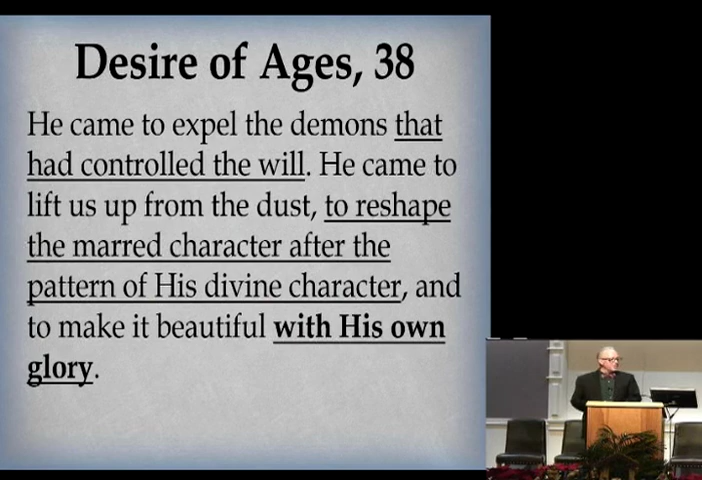 Desire of Ages, 38
He came to expel the demons that
had controlled the will. He came to
lift us up from the dust, to reshape
the marred character after the
pattern of His divine character, and
to make it beautiful with His own
glory.